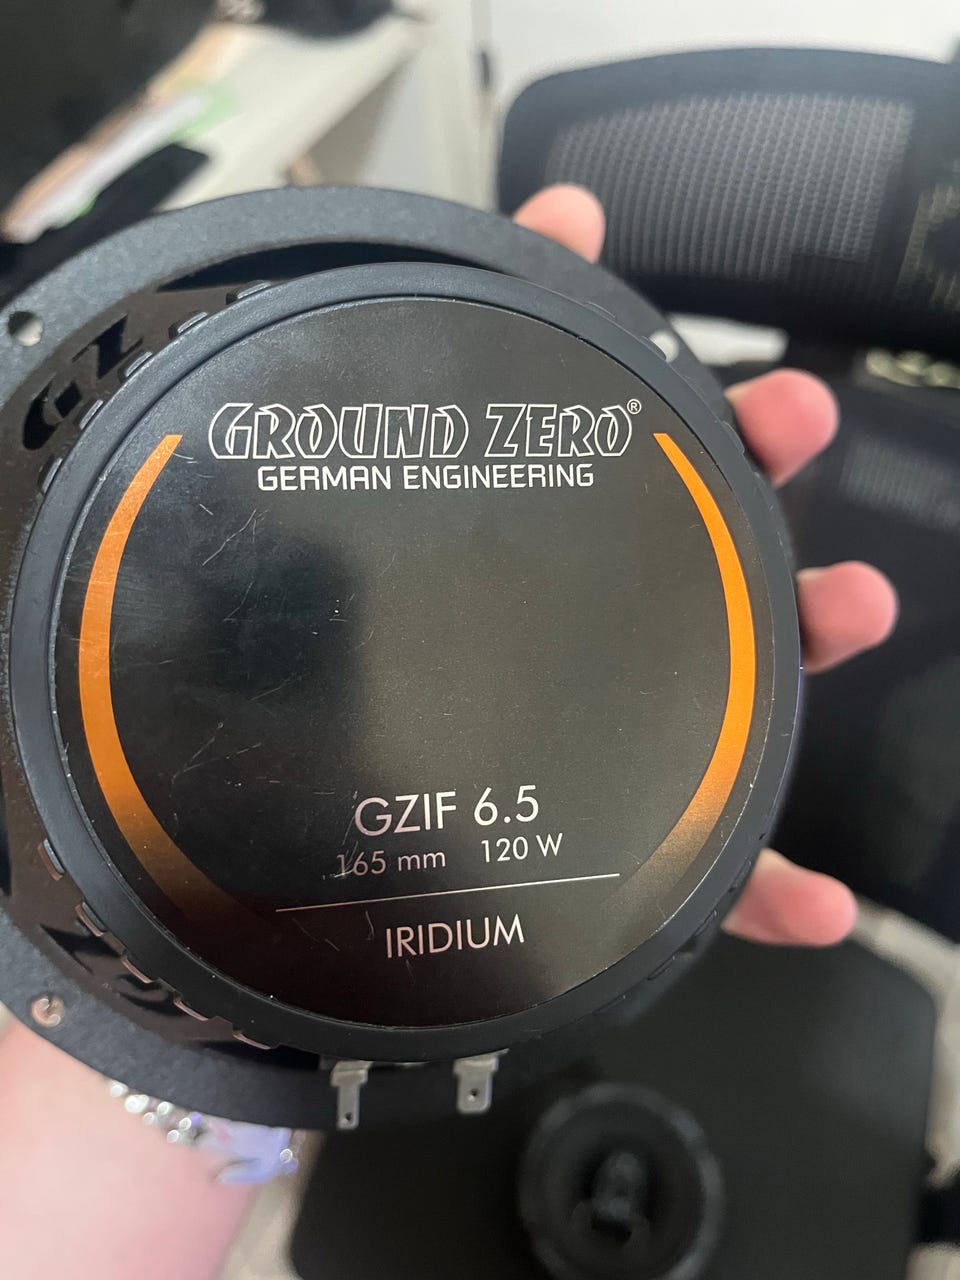 GROUND ZERO®
GERMAN ENGINEERING
GZIF 6.5
165 mm 120 W
IRIDIUM